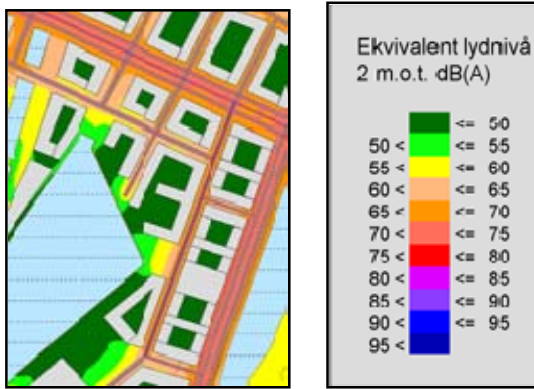 Ekvivalent lydnivå
2 m.o.t. dB(A)
<= 50
50 < <= 55
55 < <= 60
60 < <= 65
65 < <= 70
70 < <= 75
75 < <= 80
80 < <= 85
85 < <= 90
90 < <= 95
95 <